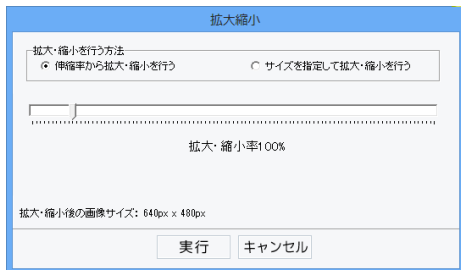 拡大縮小
拡大・縮小を行う方法
伸縮率から拡大・縮小を行う
サイズを指定して拡大・縮小を行う
拡大・縮小率100%
拡大・縮小後の画像サイズ: 640px x 480px
実行
キャンセル